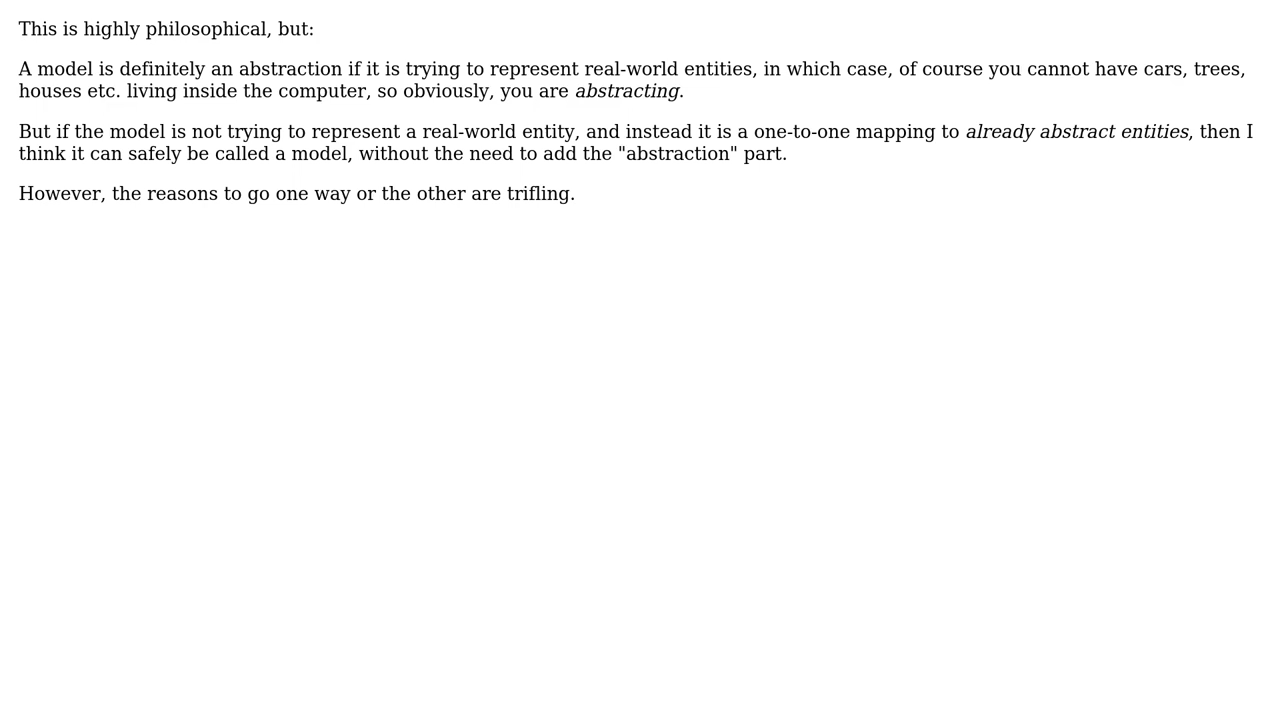 This is highly philosophical, but:
A model is definitely an abstraction if it is trying to represent real-world entities, in which case, of course you cannot have cars, trees,
houses etc. living inside the computer, so obviously, you are abstracting.
But if the model is not trying to represent a real-world entity, and instead it is a one-to-one mapping to already abstract entities, then I
think it can safely be called a model, without the need to add the "abstraction" part.
However, the reasons to go one way or the other are trifling.